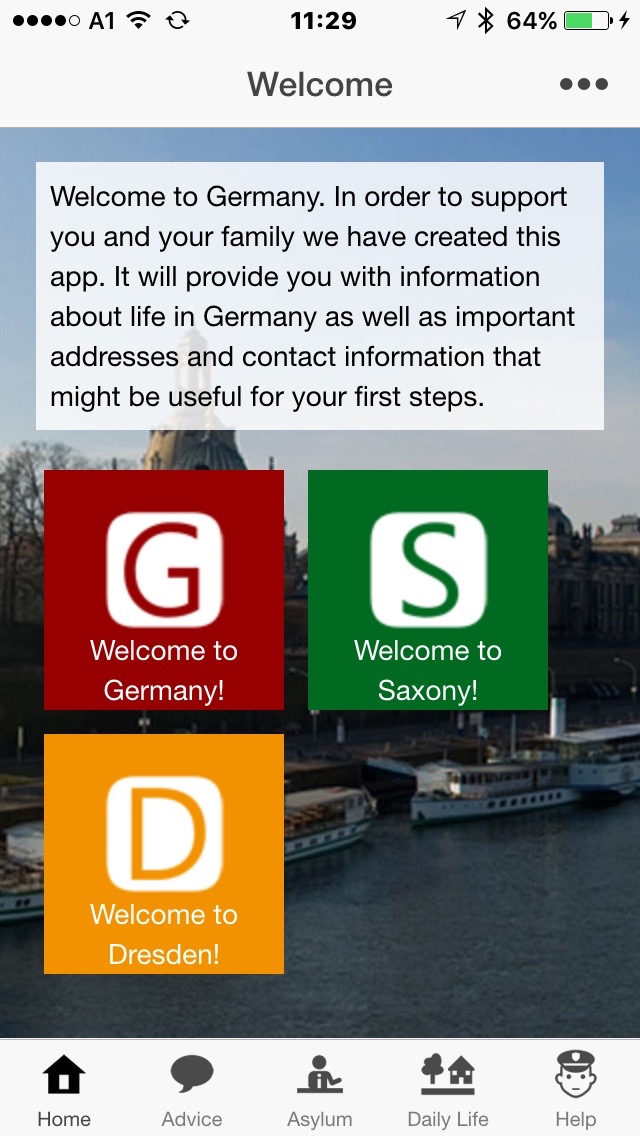 A1 11:29 64%
Welcome
Welcome to Germany. In order to support
you and your family we have created this
app. It will provide you with information
about life in Germany as well as important
addresses and contact information that
might be useful for your first steps.
G
Welcome to
Germany!
S
Welcome to
Saxony!
D
Welcome to
Dresden!
Home Advice Asylum Daily Life Help